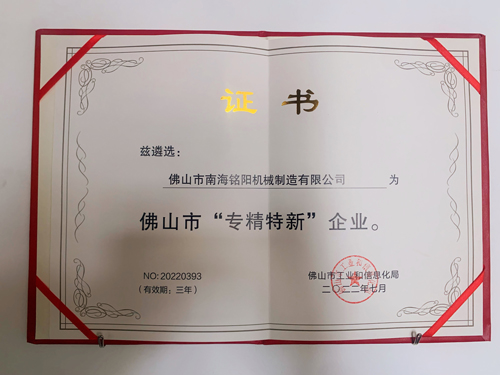 证书
兹遴选：
佛山市南海铭阳机械制造有限公司 为
佛山市“专精特新”企业。
NO: 20220393
（有效期：三年）
佛山市工业和信息化局
二〇二二年七月